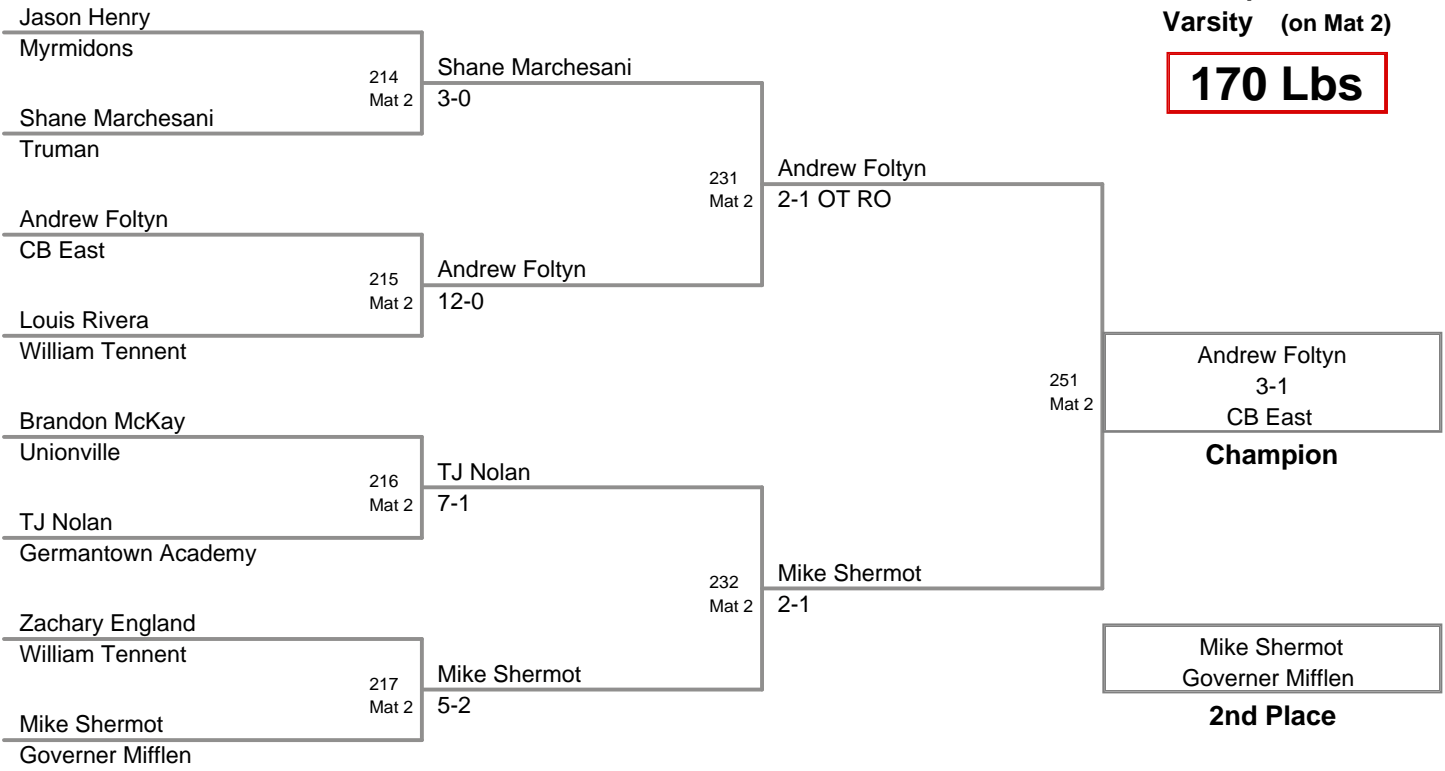 Varsity (on Mat 2)
170 Lbs
Jason Henry
Myrmidons
214
Mat 2
Shane Marchesani
3-0
Shane Marchesani
Truman
231
Mat 2
Andrew Foltyn
2-1 OT RO
Andrew Foltyn
CB East
215
Mat 2
Andrew Foltyn
12-0
Louis Rivera
William Tennent
251
Mat 2
Andrew Foltyn
3-1
CB East
Champion
Brandon McKay
Unionville
216
Mat 2
TJ Nolan
7-1
TJ Nolan
Germantown Academy
232
Mat 2
Mike Shermot
2-1
Zachary England
William Tennent
217
Mat 2
Mike Shermot
5-2
Mike Shermot
Governer Mifflen
Mike Shermot
Governer Mifflen
2nd Place